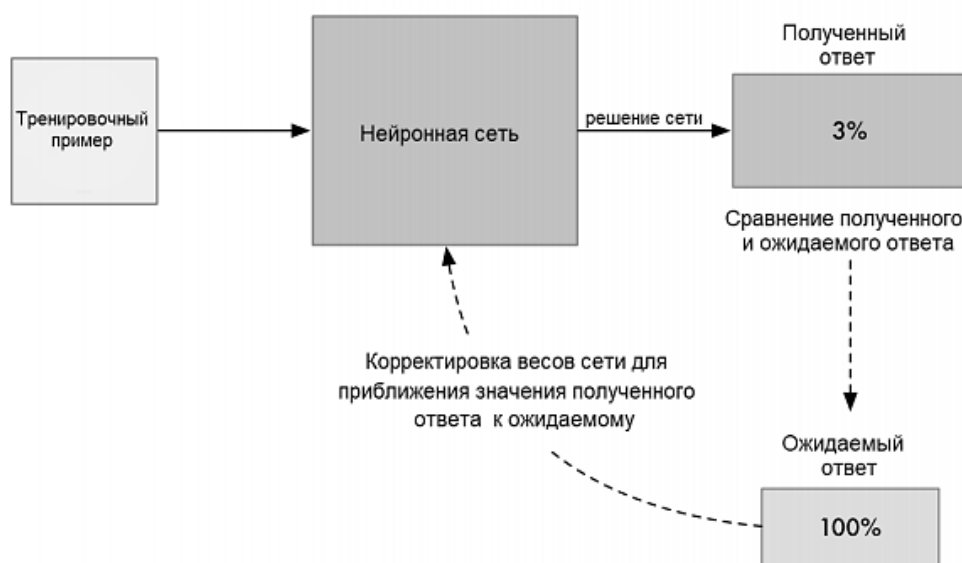 Полученный
ответ
Тренировочный
пример
Нейронная сеть
решение сети
3%
Сравнение полученного
и ожидаемого ответа
Корректировка весов сети для
приближения значения полученного
ответа к ожидаемому
Ожидаемый
ответ
100%